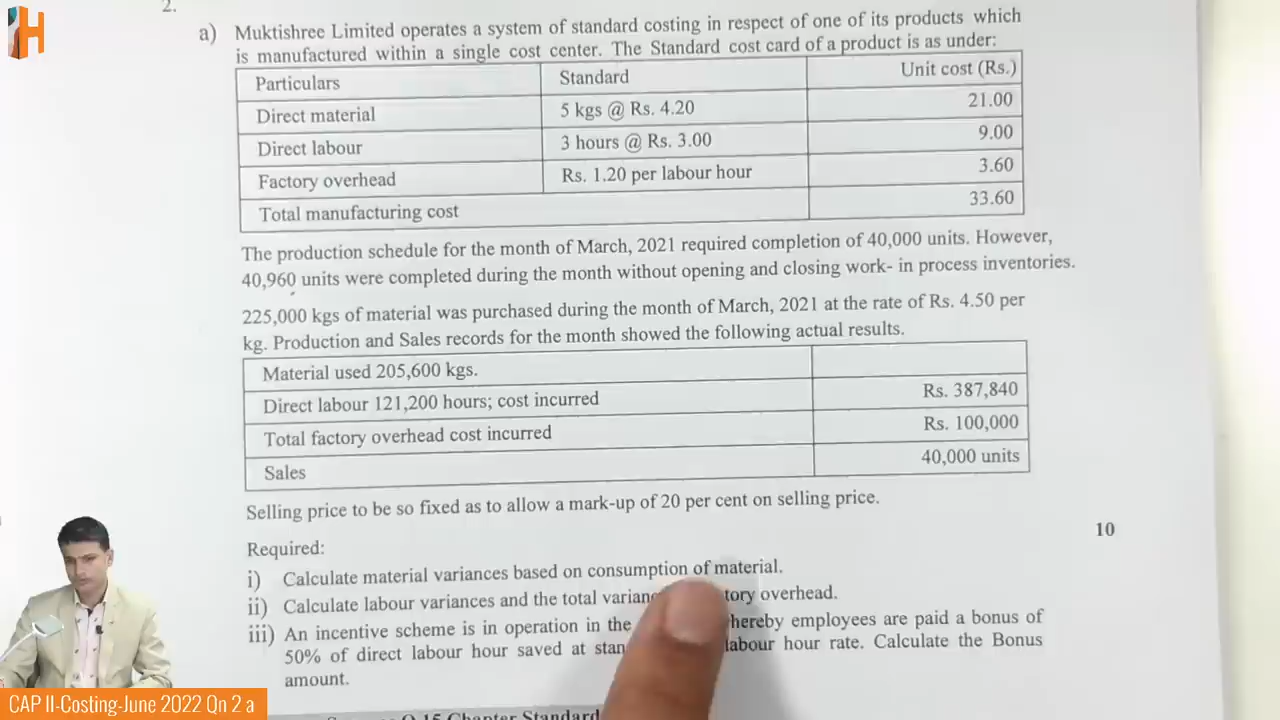 H
2.
a) Muktishree Limited operates a system of standard costing in respect of one of its products which
is manufactured within a single cost center. The Standard cost card of a product is as under:
Particulars Standard Unit cost (Rs.)
Direct material 5 kgs @ Rs. 4.20 21.00
Direct labour 3 hours @ Rs. 3.00 9.00
Factory overhead Rs. 1.20 per labour hour 3.60
Total manufacturing cost 33.60
The production schedule for the month of March, 2021 required completion of 40,000 units. However,
40,960 units were completed during the month without opening and closing work- in process inventories.
225,000 kgs of material was purchased during the month of March, 2021 at the rate of Rs. 4.50 per
kg. Production and Sales records for the month showed the following actual results.
Material used 205,600 kgs.
Direct labour 121,200 hours; cost incurred Rs. 387,840
Total factory overhead cost incurred Rs. 100,000
Sales 40,000 units
Selling price to be so fixed as to allow a mark-up of 20 per cent on selling price.
10
Required:
i) Calculate material variances based on consumption of material.
ii) Calculate labour variances and the total overhead.
iii) An incentive scheme is in operation in the employees are paid a bonus of
50% of direct labour hour saved at labour hour rate. Calculate the Bonus
amount.
CAP II-Costing-June 2022 Qn 2 a
Chapter Standard